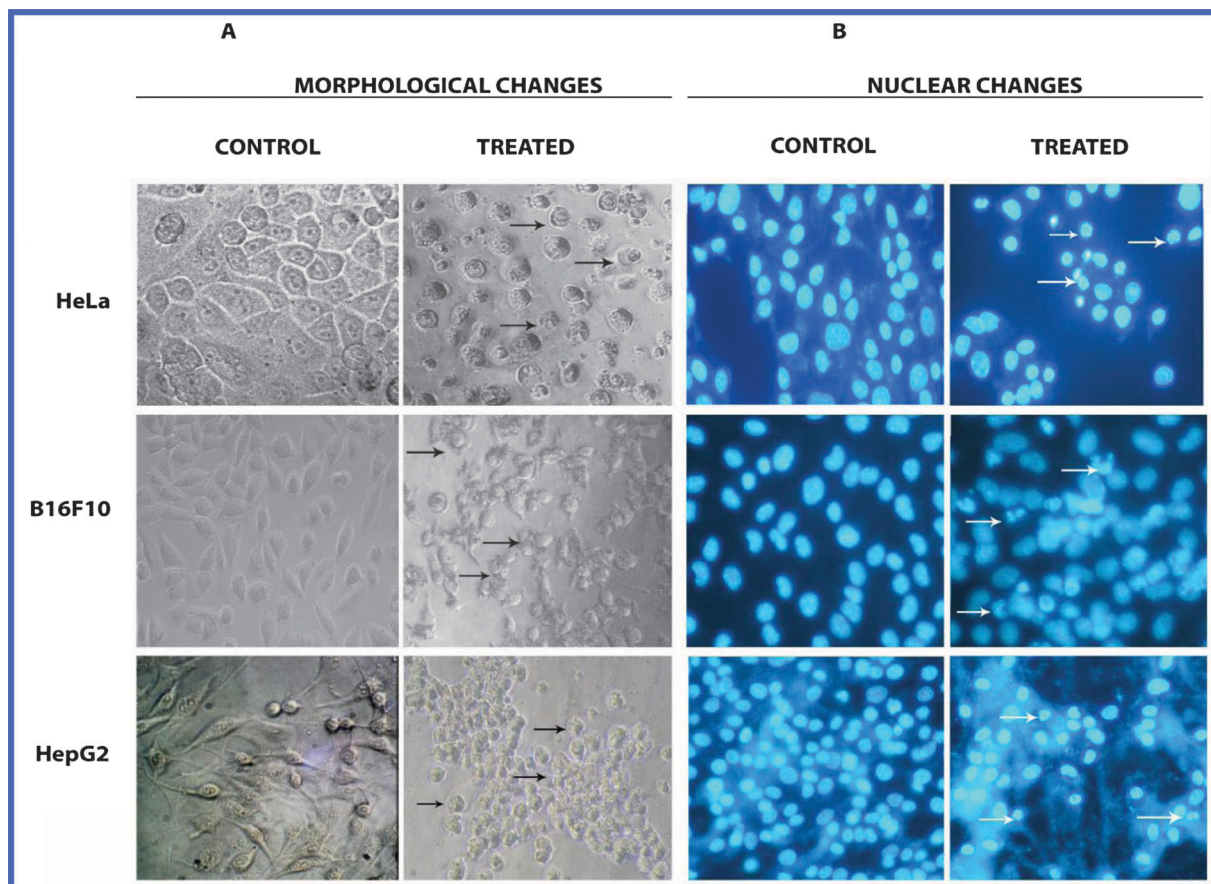 A B
MORPHOLOGICAL CHANGES NUCLEAR CHANGES
CONTROL TREATED CONTROL TREATED
HeLa
B16F10
HepG2